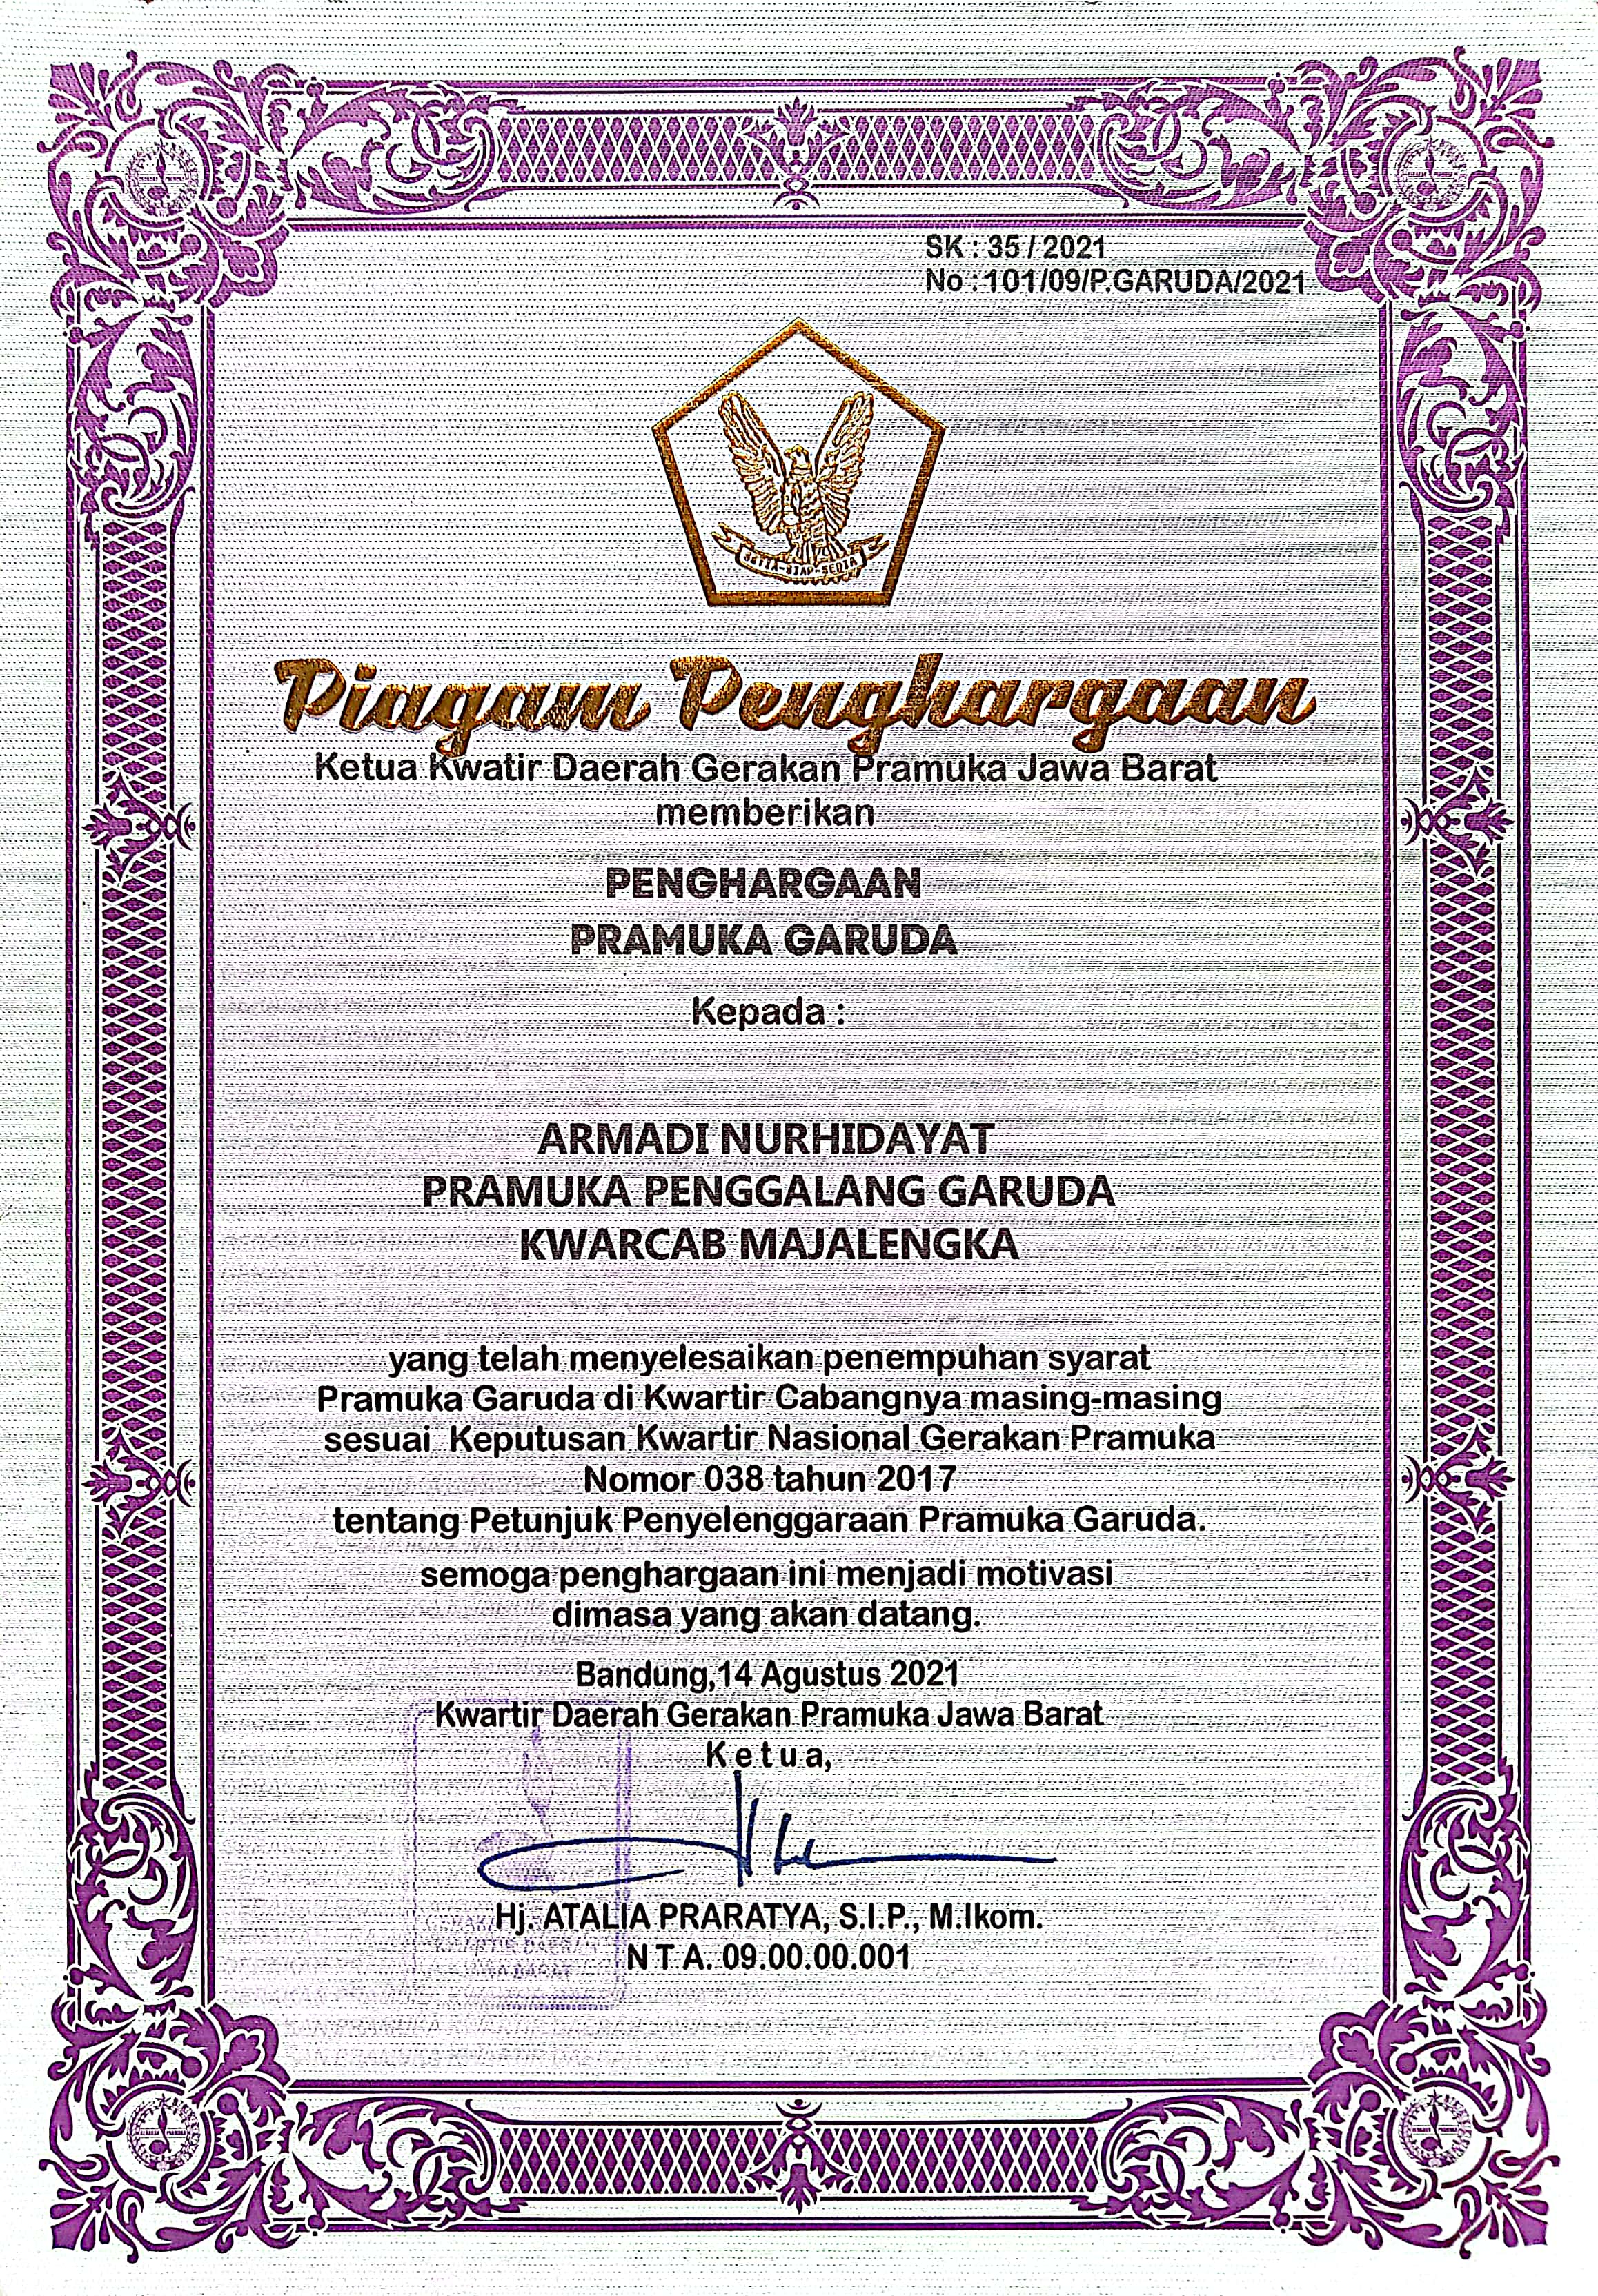 SK : 35 / 2021
No : 101/09/P.GARUDA/2021
SATYA-SIAP-SEDIA
Piagam Penghargaan
Ketua Kwatir Daerah Gerakan Pramuka Jawa Barat
memberikan
PENGHARGAAN
PRAMUKA GARUDA
Kepada :
ARMADI NURHIDAYAT
PRAMUKA PENGGALANG GARUDA
KWARCAB MAJALENGKA
yang telah menyelesaikan penempuhan syarat
Pramuka Garuda di Kwartir Cabangnya masing-masing
sesuai Keputusan Kwartir Nasional Gerakan Pramuka
Nomor 038 tahun 2017
tentang Petunjuk Penyelenggaraan Pramuka Garuda.
semoga penghargaan ini menjadi motivasi
dimasa yang akan datang.
Bandung,14 Agustus 2021
Kwartir Daerah Gerakan Pramuka Jawa Barat
K e t u a,
Hj. ATALIA PRARATYA, S.I.P., M.Ikom.
N T A. 09.00.00.001
KWARTIR DAERAH
JAWA BARAT